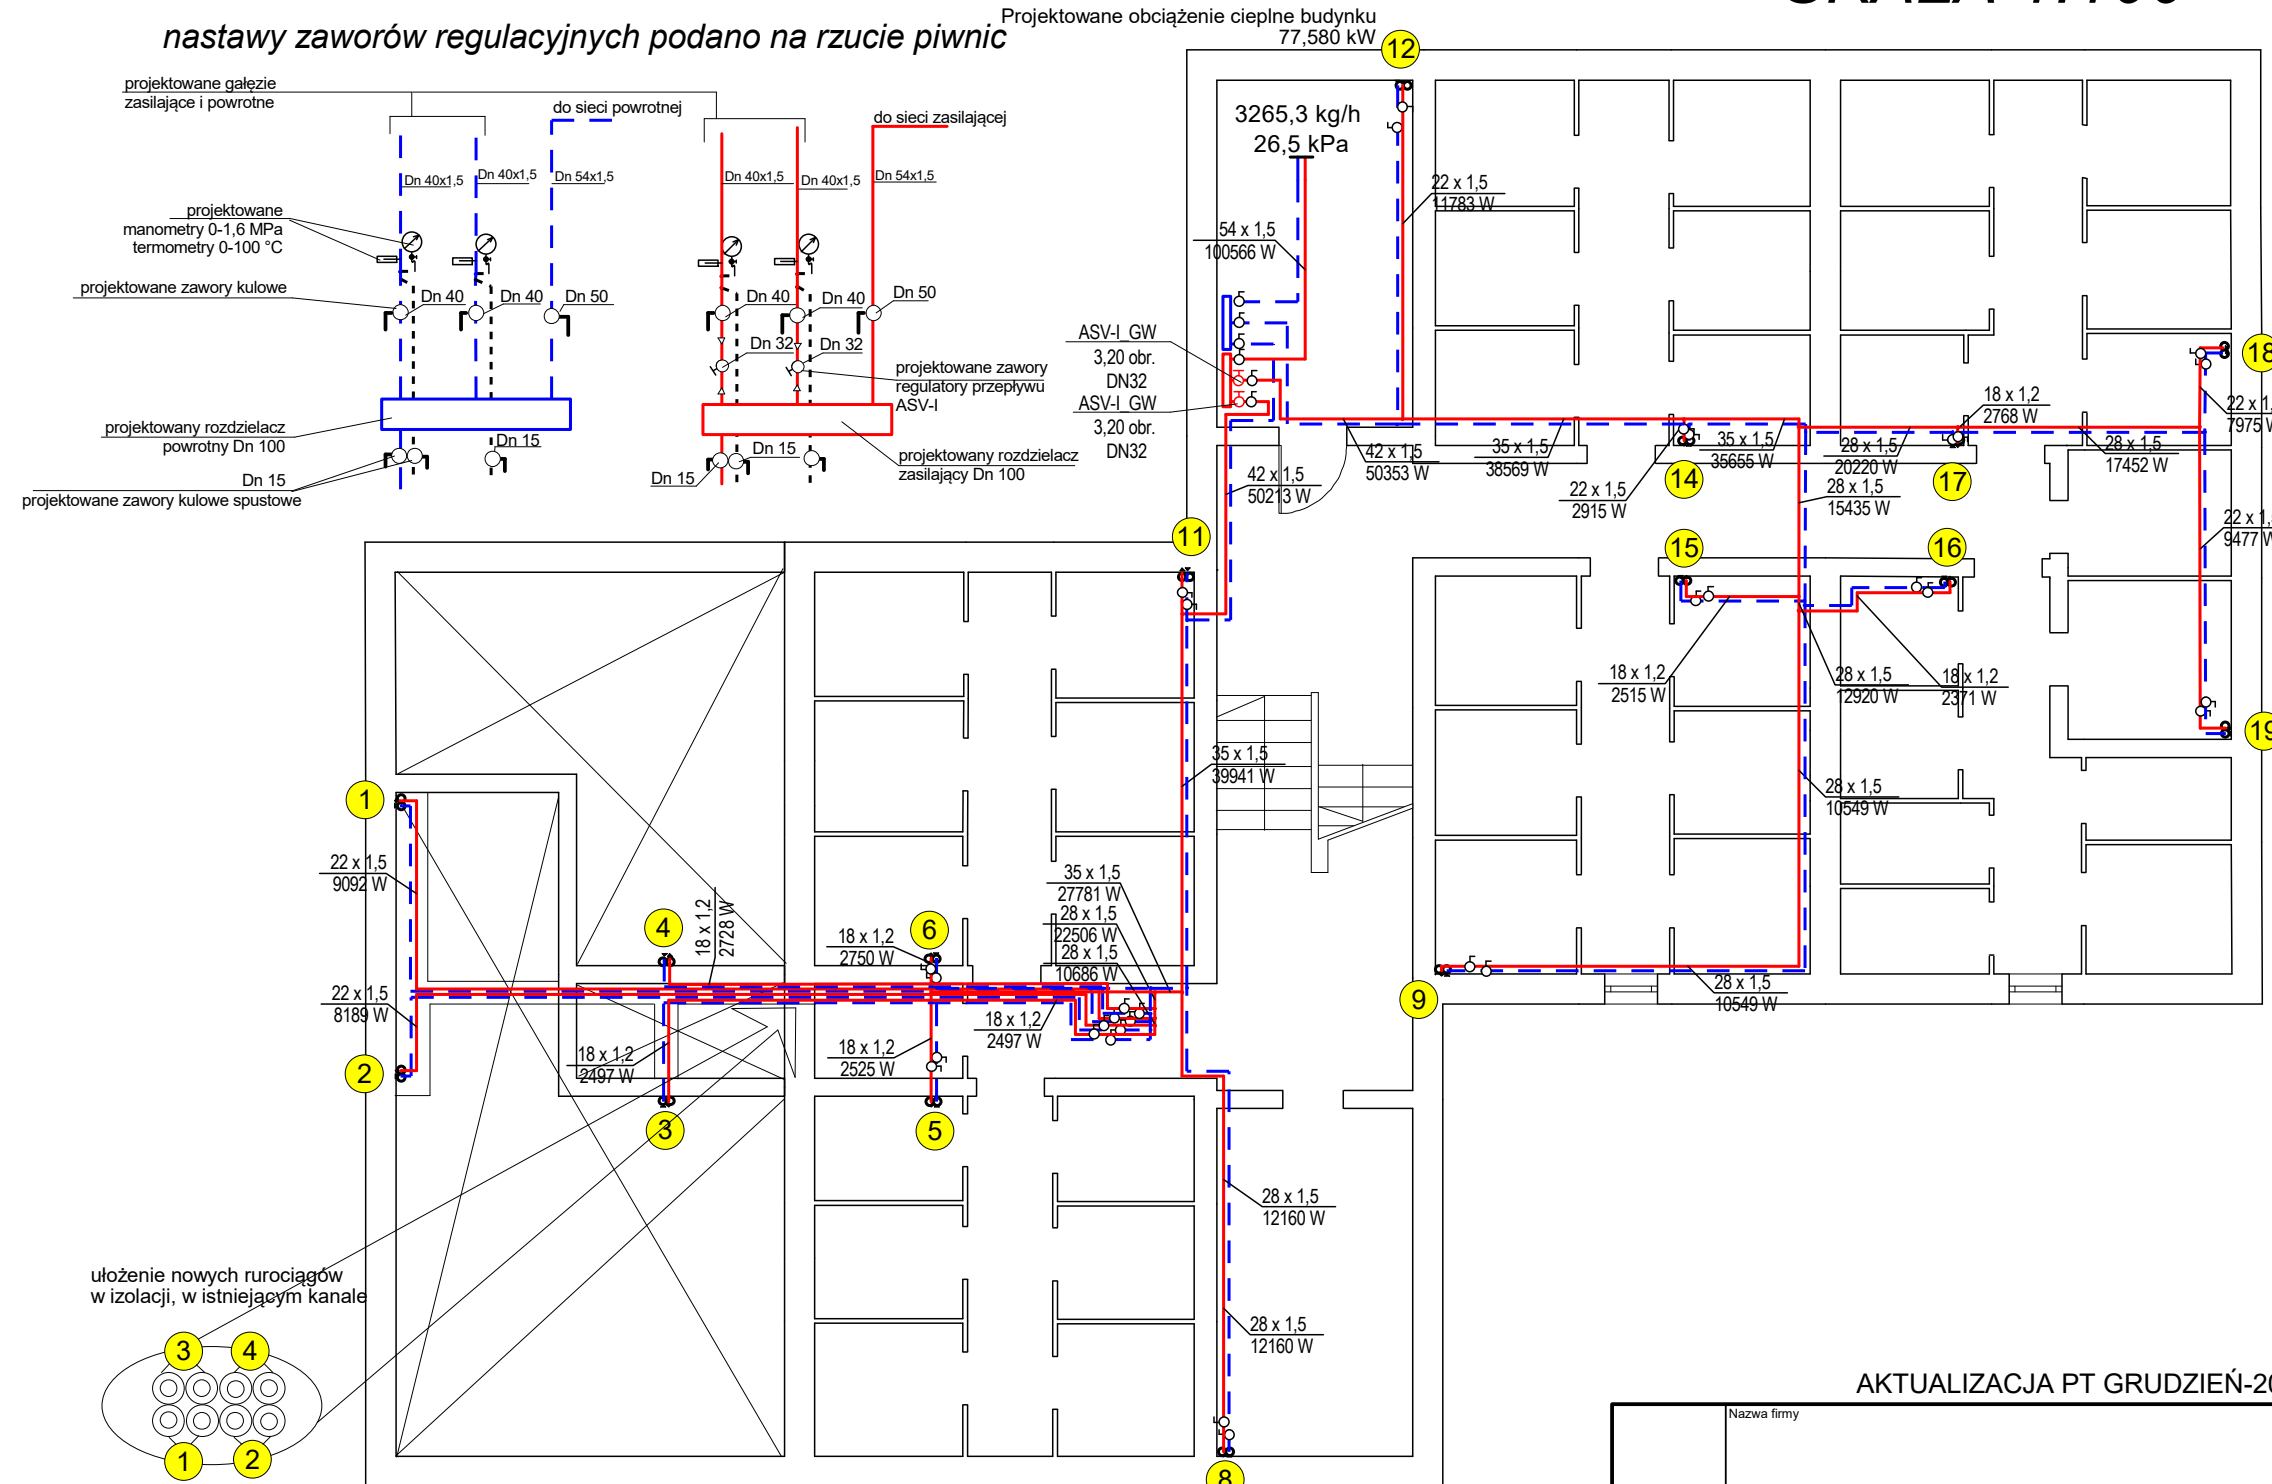 nastawy zaworów regulacyjnych podano na rzucie piwnic
Projektowane obciążenie cieplne budynku
77,580 kW
projektowane gałęzie
zasilające i powrotne
do sieci powrotnej
do sieci zasilającej
Dn 40x1,5
Dn 40x1,5
Dn 54x1,5
Dn 40x1,5
Dn 40x1,5
Dn 54x1,5
projektowane
manometry 0-1,6 MPa
termometry 0-100 °C
projektowane zawory kulowe
Dn 40
Dn 40
Dn 50
Dn 40
Dn 40
Dn 50
Dn 32
Dn 32
projektowane zawory
regulatory przepływu
ASV-I
projektowany rozdzielacz
powrotny Dn 100
Dn 15
Dn 15
projektowane zawory kulowe spustowe
Dn 15
Dn 15
projektowany rozdzielacz
zasilający Dn 100
12
3265,3 kg/h
26,5 kPa
22 x 1,5
11783 W
54 x 1,5
100566 W
ASV-I_GW
3,20 obr.
DN32
ASV-I_GW
3,20 obr.
DN32
42 x 1,5
50353 W
35 x 1,5
38569 W
35 x 1,5
35655 W
28 x 1,5
20220 W
18 x 1,2
2768 W
28 x 1,5
17452 W
18
7975
42 x 1,5
50213 W
22 x 1,5
2915 W
14
28 x 1,5
15435 W
17
9477
11
15
16
18 x 1,2
2515 W
28 x 1,5
12920 W
18 x 1,2
2371 W
19
35 x 1,5
39941 W
28 x 1,5
10549 W
1
22 x 1,5
9092 W
4
18 x 1,2
2728 W
6
18 x 1,2
2750 W
35 x 1,5
27781 W
28 x 1,5
22506 W
28 x 1,5
10686 W
9
28 x 1,5
10549 W
22 x 1,5
8189 W
2
18 x 1,2
2497 W
3
18 x 1,2
2525 W
5
18 x 1,2
2497 W
28 x 1,5
12160 W
28 x 1,5
12160 W
8
ułożenie nowych rurociągów
w izolacji, w istniejącym kanale
3
4
1
2
AKTUALIZACJA PT GRUDZIEŃ-20
Nazwa firmy